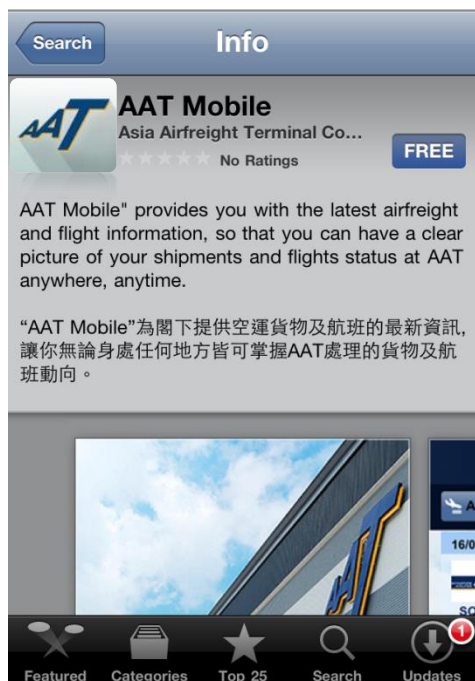 Search
Info
AAT
AAT Mobile
Asia Airfreight Terminal Co...
No Ratings
FREE
AAT Mobile" provides you with the latest airfreight
and flight information, so that you can have a clear
picture of your shipments and flights status at AAT
anywhere, anytime.
“AAT Mobile”為閣下提供空運貨物及航班的最新資訊,
讓你無論身處任何地方皆可掌握AAT處理的貨物及航
班動向。
AAT
A
16/0
SO
1
Featured
Categories
Top 25
Search
Updates